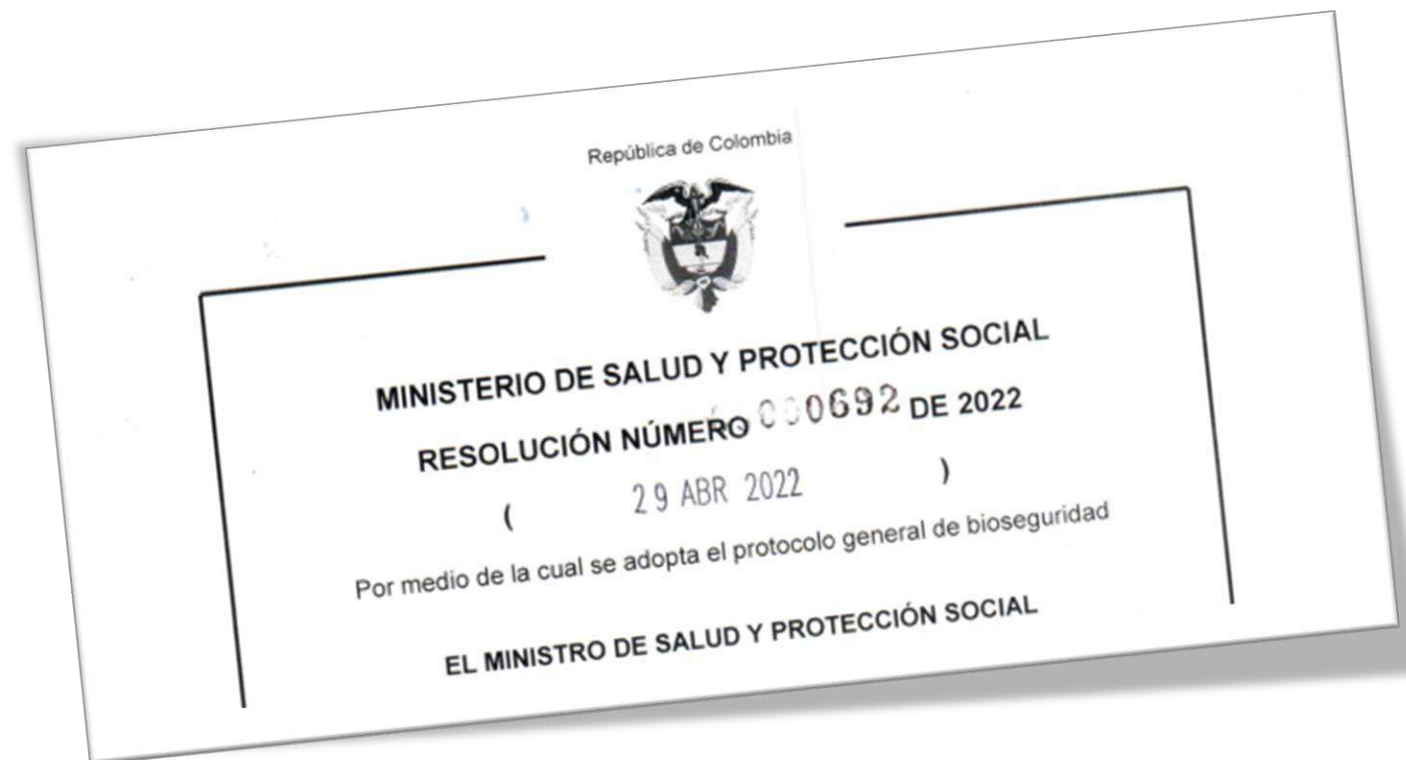 República de Colombia
MINISTERIO DE SALUD Y PROTECCIÓN SOCIAL
RESOLUCIÓN NÚMERO 000692 DE 2022
( 29 ABR 2022 )
Por medio de la cual se adopta el protocolo general de bioseguridad
EL MINISTRO DE SALUD Y PROTECCIÓN SOCIAL